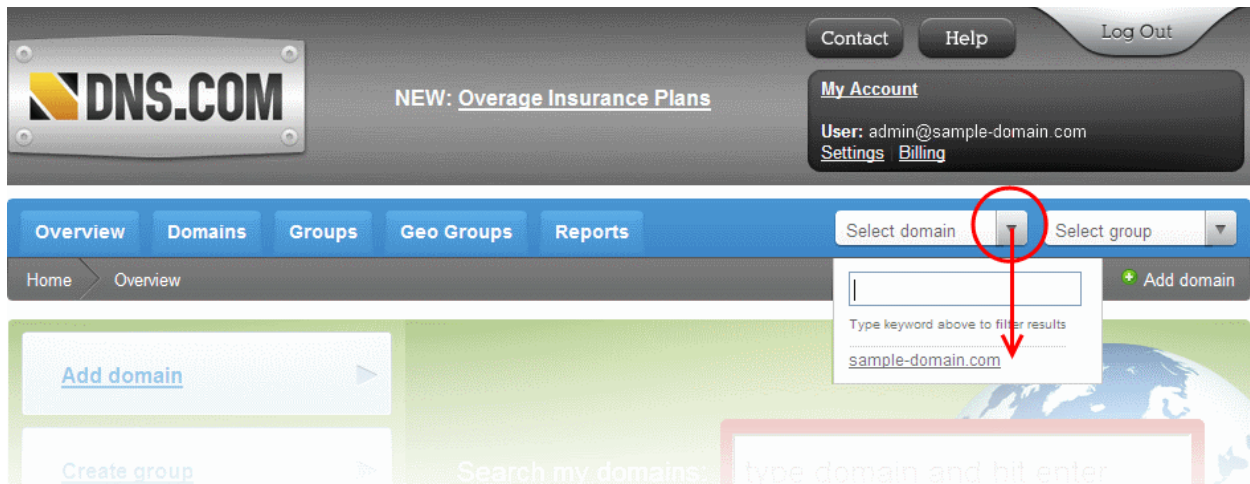 DNS.COM
NEW: Overage Insurance Plans
Contact
Help
Log Out
My Account
User: admin@sample-domain.com
Settings | Billing
Overview
Domains
Groups
Geo Groups
Reports
Select domain
Select group
Home
Overview
Add domain
Type keyword above to filter results
sample-domain.com
Add domain
Create group
Search my domains:
type domain and hit enter